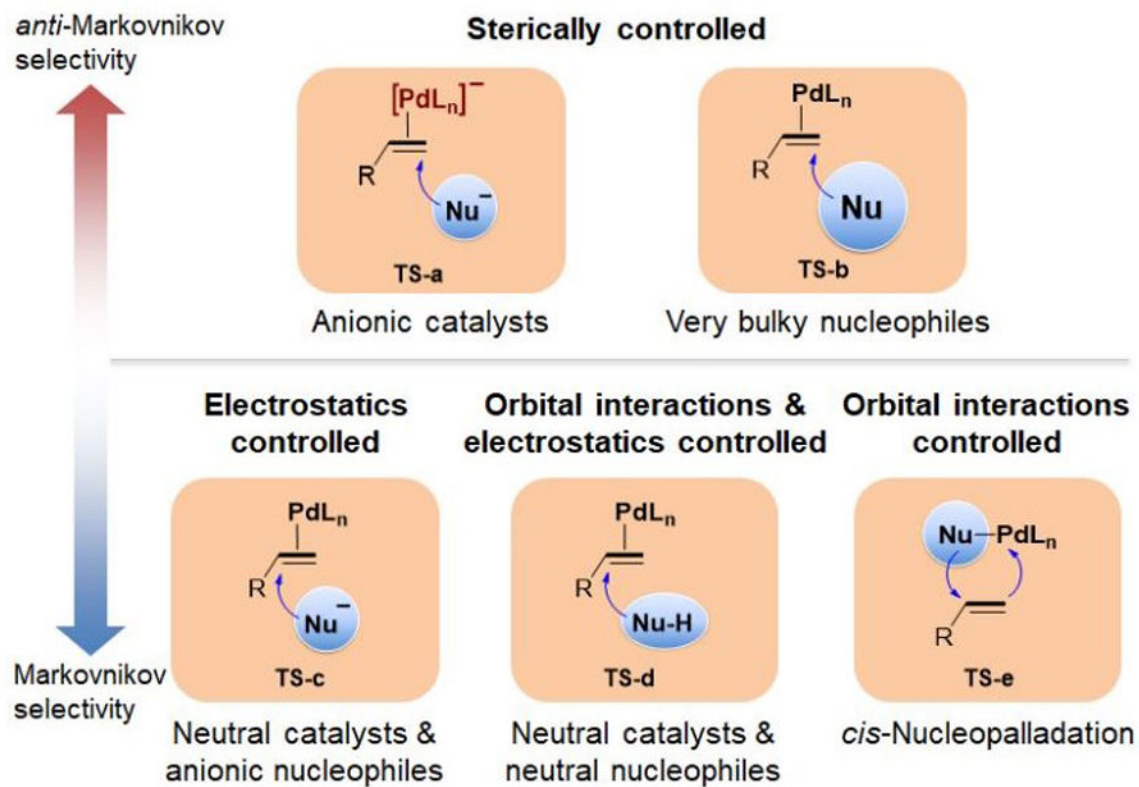 anti-Markovnikov
selectivity
Sterically controlled
[PdLn]−
R
Nu−
TS-a
Anionic catalysts
PdLn
R
Nu
TS-b
Very bulky nucleophiles
Electrostatics
controlled
PdLn
R
Nu−
TS-c
Neutral catalysts &
anionic nucleophiles
Orbital interactions &
electrostatics controlled
PdLn
R
Nu-H
TS-d
Neutral catalysts &
neutral nucleophiles
Orbital interactions
controlled
Nu–PdLn
R
TS-e
cis-Nucleopalladation
Markovnikov
selectivity